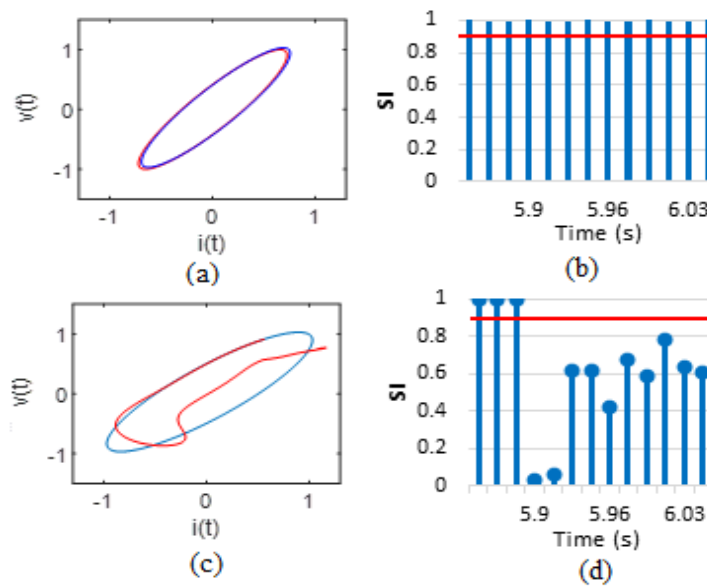 1
0
-1
v(t)
-1
0
1
i(t)
(a)
1
0.8
0.6
0.4
0.2
0
SI
5.9
5.96
6.03
Time (s)
(b)
1
0
-1
v(t)
-1
0
1
i(t)
(c)
1
0.8
0.6
0.4
0.2
0
SI
5.9
5.96
6.03
Time (s)
(d)